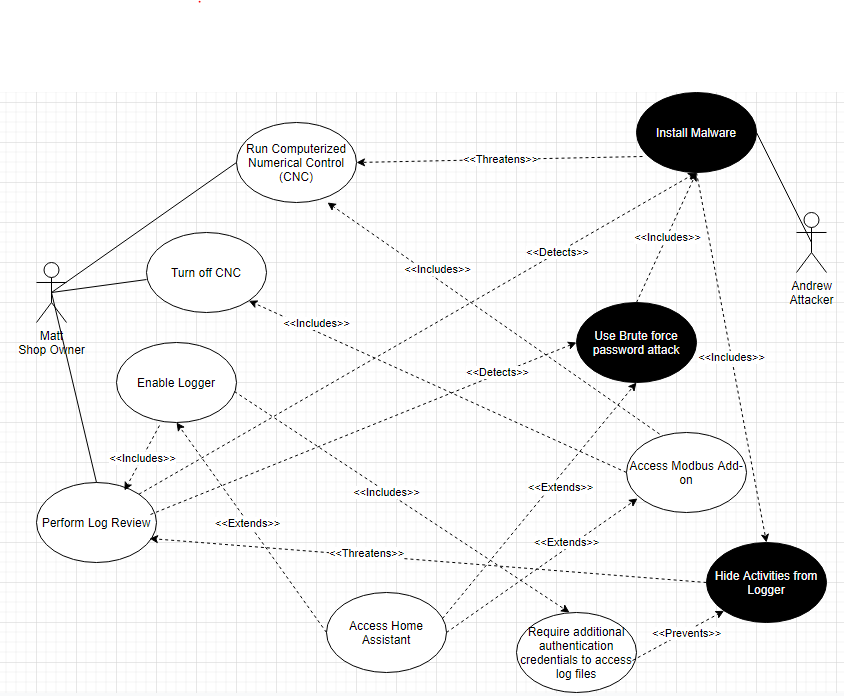 Install Malware
Run Computerized
Numerical Control
(CNC)
<<Threatens>>
<<Includes>>
<<Detects>>
<<Includes>>
Turn off CNC
Andrew
Attacker
<<Includes>>
Matt
Shop Owner
Use Brute force
password attack
<<Includes>>
<<Detects>>
Enable Logger
<<Includes>>
Access Modbus Add-
on
<<Includes>>
<<Extends>>
Perform Log Review
<<Extends>>
<<Extends>>
<<Threatens>>
Hide Activities from
Logger
Access Home
Assistant
Require additional
authentication
credentials to access
log files
<<Prevents>>